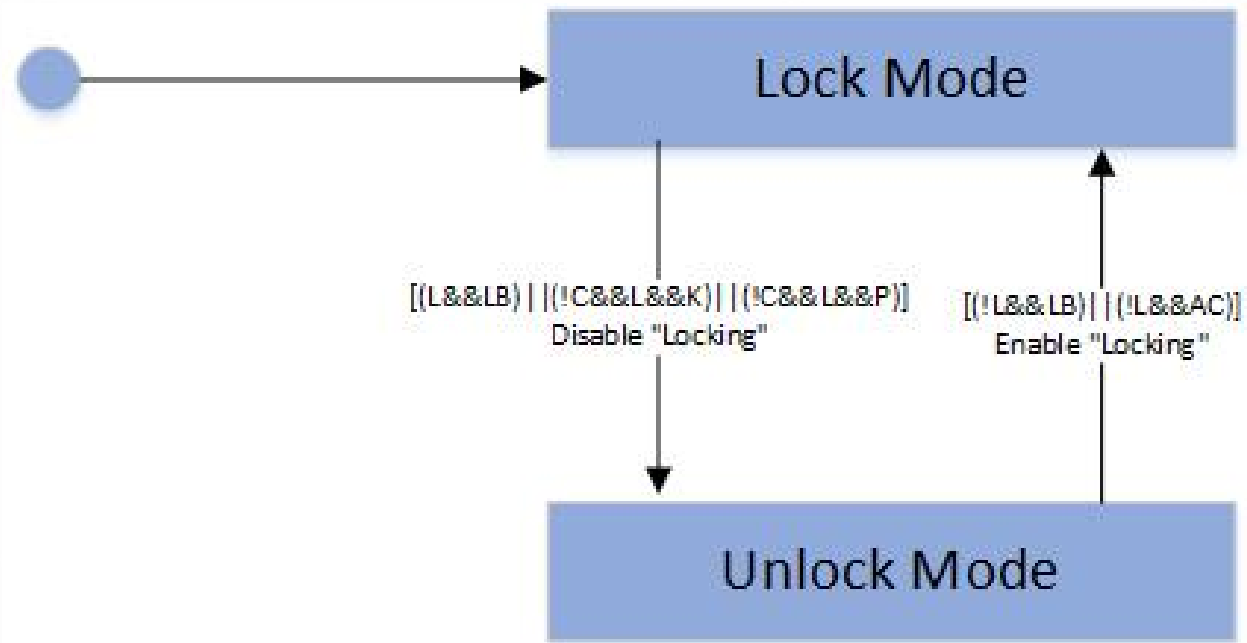 Lock Mode
[(L&&LB)||(!C&&L&&K)||(!C&&L&&P)]
Disable "Locking"
[(!L&&LB)||(!L&&AC)]
Enable "Locking"
Unlock Mode